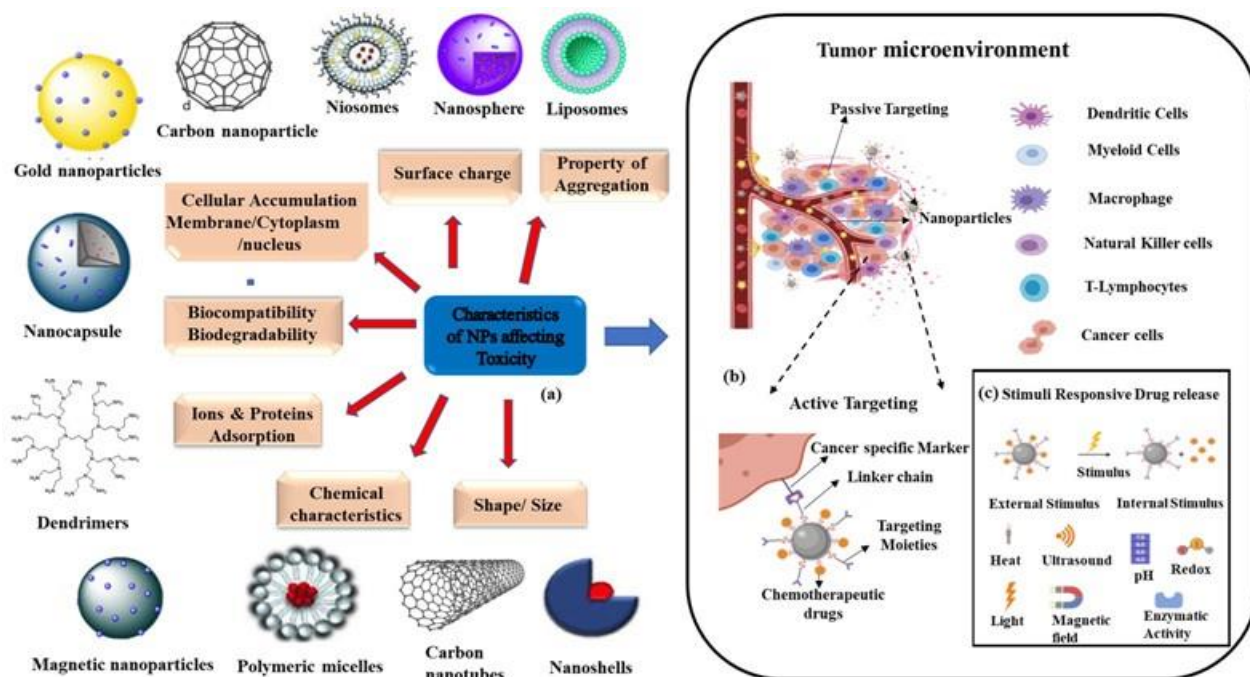 Gold nanoparticles
d
Carbon nanoparticle
Niosomes
Nanosphere
Liposomes
Nanocapsule
Dendrimers
H₂N
NH₂
N
Magnetic nanoparticles
Polymeric micelles
Carbon
nanotubes
Nanoshells
Cellular Accumulation
Membrane/Cytoplasm
/nucleus
Surface charge
Property of
Aggregation
Biocompatibility
Biodegradability
Ions & Proteins
Adsorption
Chemical
characteristics
Shape/ Size
Characteristics
of NPs affecting
Toxicity
(a)
Tumor microenvironment
Passive Targeting
Nanoparticles
Dendritic Cells
Myeloid Cells
Macrophage
Natural Killer cells
T-Lymphocytes
Cancer cells
(b)
Active Targeting
Cancer specific Marker
Linker chain
Targeting
Moieties
Chemotherapeutic
drugs
(c) Stimuli Responsive Drug release
Stimulus
+
External Stimulus
Internal Stimulus
Heat
Ultrasound
pH
Redox
Light
Magnetic
field
Enzymatic
Activity